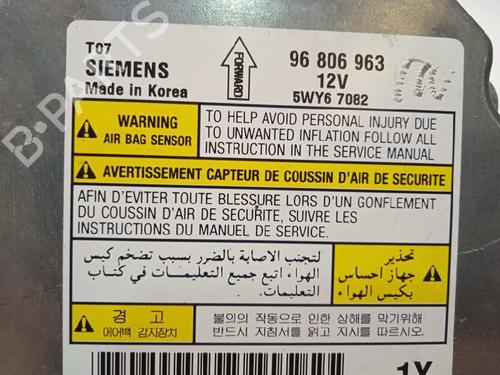 T07
SIEMENS
Made in Korea
FORWARD
96 806 963
12V
5WY6 7082
WARNING
AIR BAG SENSOR
TO HELP AVOID PERSONAL INJURY DUE
TO UNWANTED INFLATION FOLLOW ALL
INSTRUCTION IN THE SERVICE MANUAL
AVERTISSEMENT CAPTEUR DE COUSSIN D'AIR DE SECURITE
AFIN D'EVITER TOUTE BLESSURE LORS D'UN GONFLEMENT
DU COUSSIN D'AIR DE SECURITE, SUIVRE LES
INSTRUCTIONS DU MANUEL DE SERVICE.
لتجنب الاصابة بالضرر بسبب تضخم كيس
الهواء اتبع جميع التعليمات في كتاب
التعليمات.
تحذير
جهاز احساس
بكيس الهواء
경 고
에어백 감지장치
불의의 작동으로 인한 상해를 막기위해
반드시 지침서를 읽고 지시를 따르시오.
1Y
B-PARTS